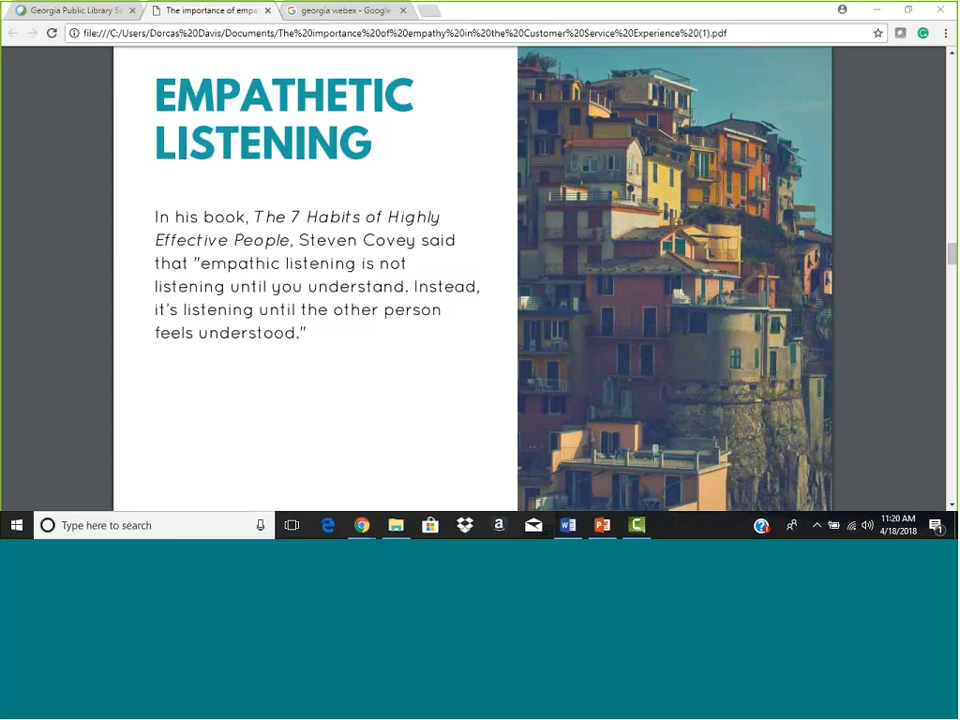 Georgia Public Library Se
The importance of empa
georgia webex - Google
file:///C:/Users/Dorcas%20Davis/Documents/The%20importance%20of%20empathy%20in%20the%20Customer%20Service%20Experience%20(1).pdf
EMPATHETIC
LISTENING
In his book, The 7 Habits of Highly
Effective People, Steven Covey said
that "empathic listening is not
listening until you understand. Instead,
it's listening until the other person
feels understood."
Type here to search
11:20 AM
4/18/2018